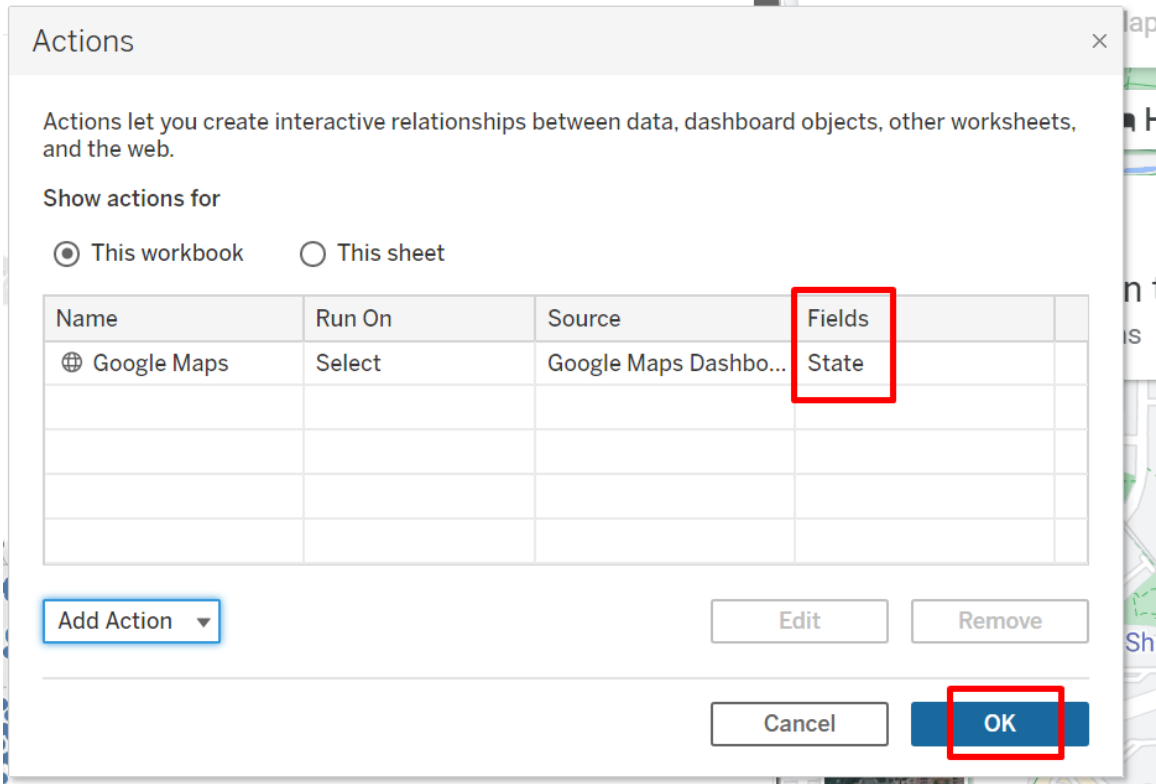 Actions
Actions let you create interactive relationships between data, dashboard objects, other worksheets,
and the web.
Show actions for
This workbook This sheet
Name Run On Source Fields
Google Maps Select Google Maps Dashbo... State
Add Action Edit Remove
Cancel OK